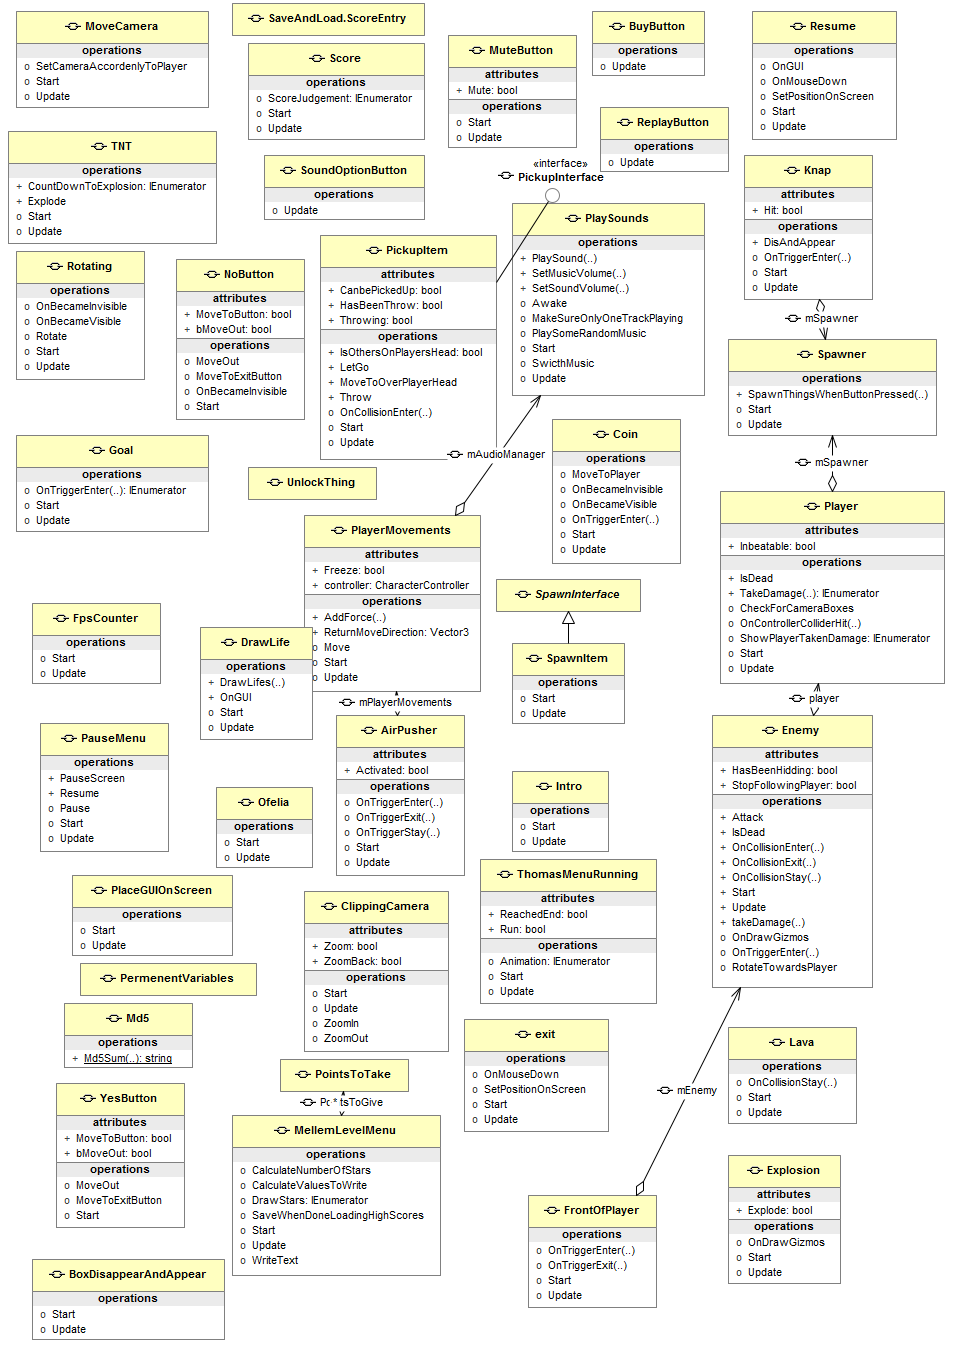 MoveCamera
operations
o SetCameraAccordenlyToPlayer
o Start
o Update
SaveAndLoad.ScoreEntry
Score
operations
o ScoreJudgement: IEnumerator
o Start
o Update
MuteButton
attributes
+ Mute: bool
operations
o Start
o Update
BuyButton
operations
o Update
Resume
operations
o OnGUI
o OnMouseDown
o SetPositionOnScreen
o Start
o Update
ReplayButton
operations
o Update
TNT
operations
+ CountDownToExplosion: IEnumerator
+ Explode
o Start
o Update
SoundOptionButton
operations
o Update
«interface»
PickupInterface
Knap
attributes
+ Hit: bool
operations
+ DisAndAppear
o OnTriggerEnter(..)
o Start
o Update
mSpawner
PlaySounds
operations
+ PlaySound(..)
+ SetMusicVolume(..)
+ SetSoundVolume(..)
o Awake
o MakeSureOnlyOneTrackPlaying
o PlaySomeRandomMusic
o Start
o SwicthMusic
o Update
PickupItem
attributes
+ CanbePickedUp: bool
+ HasBeenThrow: bool
+ Throwing: bool
operations
+ IsOthersOnPlayersHead: bool
+ LetGo
+ MoveToOverPlayerHead
+ Throw
o OnCollisionEnter(..)
o Start
o Update
Rotating
operations
o OnBecameInvisible
o OnBecameVisible
o Rotate
o Start
o Update
NoButton
attributes
+ MoveToButton: bool
+ bMoveOut: bool
operations
o MoveOut
o MoveToExitButton
o OnBecameInvisible
o Start
Spawner
operations
+ SpawnThingsWhenButtonPressed(..)
o Start
o Update
mSpawner
Goal
operations
o OnTriggerEnter(..): IEnumerator
o Start
o Update
mAudioManager
UnlockThing
Coin
operations
o MoveToPlayer
o OnBecameInvisible
o OnBecameVisible
o OnTriggerEnter(..)
o Start
o Update
Player
attributes
+ Inbeatable: bool
operations
+ IsDead
+ TakeDamage(..): IEnumerator
o CheckForCameraBoxes
o OnControllerColliderHit(..)
o ShowPlayerTakenDamage: IEnumerator
o Start
o Update
player
PlayerMovements
attributes
+ Freeze: bool
+ controller: CharacterController
operations
+ AddForce(..)
+ ReturnMoveDirection: Vector3
o Move
o Start
o Update
mPlayerMovements
SpawnInterface
SpawnItem
operations
o Start
o Update
FpsCounter
operations
o Start
o Update
DrawLife
operations
+ DrawLifes(..)
+ OnGUI
o Start
o Update
AirPusher
attributes
+ Activated: bool
operations
o OnTriggerEnter(..)
o OnTriggerExit(..)
o OnTriggerStay(..)
o Start
o Update
Enemy
attributes
+ HasBeenHidding: bool
+ StopFollowingPlayer: bool
operations
+ Attack
+ IsDead
+ OnCollisionEnter(..)
+ OnCollisionExit(..)
+ OnCollisionStay(..)
+ Start
+ Update
+ takeDamage(..)
o OnDrawGizmos
o OnTriggerEnter(..)
o RotateTowardsPlayer
PauseMenu
operations
+ PauseScreen
+ Resume
o Pause
o Start
o Update
Ofelia
operations
o Start
o Update
Intro
operations
o Start
o Update
PlaceGUIOnScreen
operations
o Start
o Update
ClippingCamera
attributes
+ Zoom: bool
+ ZoomBack: bool
operations
o Start
o Update
o ZoomIn
o ZoomOut
ThomasMenuRunning
attributes
+ ReachedEnd: bool
+ Run: bool
operations
o Animation: IEnumerator
o Start
o Update
PermenentVariables
Md5
operations
+ Md5Sum(..): string
exit
operations
o OnMouseDown
o SetPositionOnScreen
o Start
o Update
Lava
operations
o OnCollisionStay(..)
o Start
o Update
mEnemy
PointsToTake
* tsToGive
YesButton
attributes
+ MoveToButton: bool
+ bMoveOut: bool
operations
o MoveOut
o MoveToExitButton
o Start
MellemLevelMenu
operations
o CalculateNumberOfStars
o CalculateValuesToWrite
o DrawStars: IEnumerator
o SaveWhenDoneLoadingHighScores
o Start
o Update
o WriteText
Explosion
attributes
+ Explode: bool
operations
o OnDrawGizmos
o Start
o Update
FrontOfPlayer
operations
o OnTriggerEnter(..)
o OnTriggerExit(..)
o Start
o Update
BoxDisappearAndAppear
operations
o Start
o Update